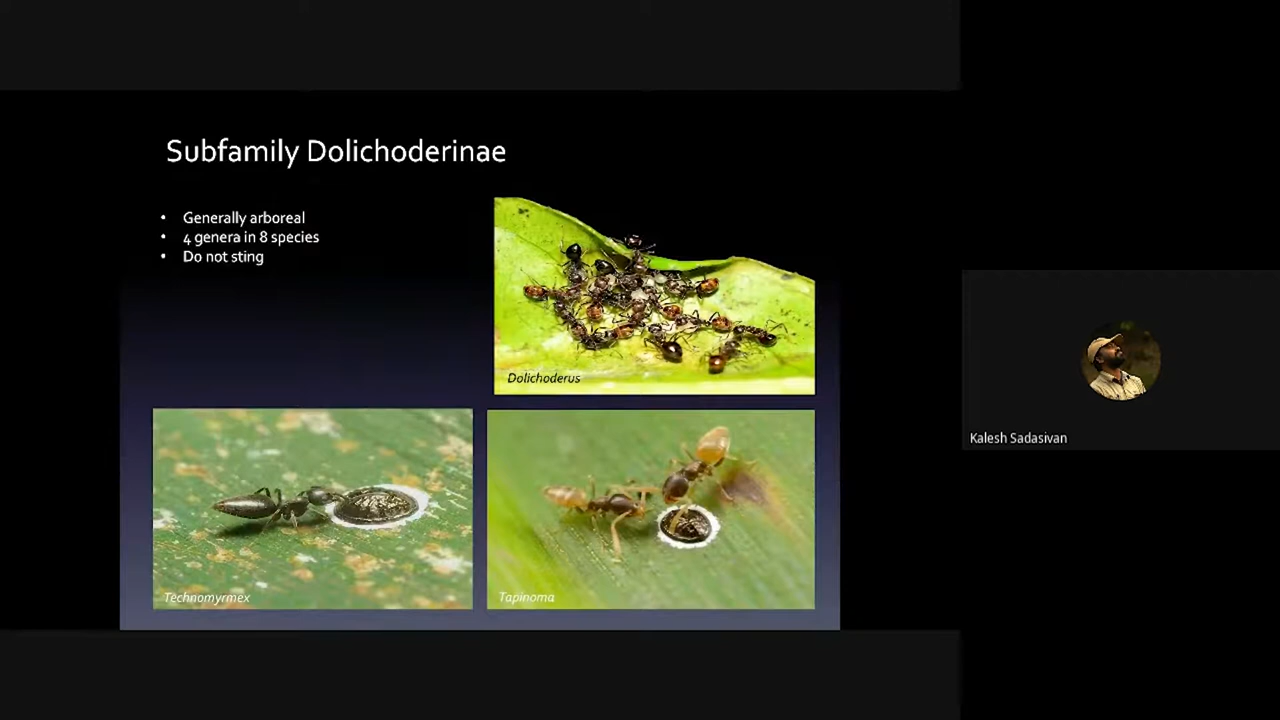 Subfamily Dolichoderinae
• Generally arboreal
• 4 genera in 8 species
• Do not sting
Dolichoderus
Technomyrmex
Tapinoma
Kalesh Sadasivan